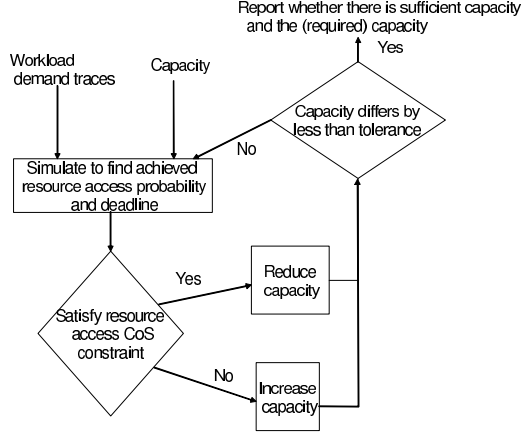 Report whether there is sufficient capacity
and the (required) capacity
Yes
Workload
demand traces
Capacity
Capacity differs by
less than tolerance
No
Simulate to find achieved
resource access probability
and deadline
Yes
Reduce
capacity
Satisfy resource
access CoS
constraint
No
Increase
capacity